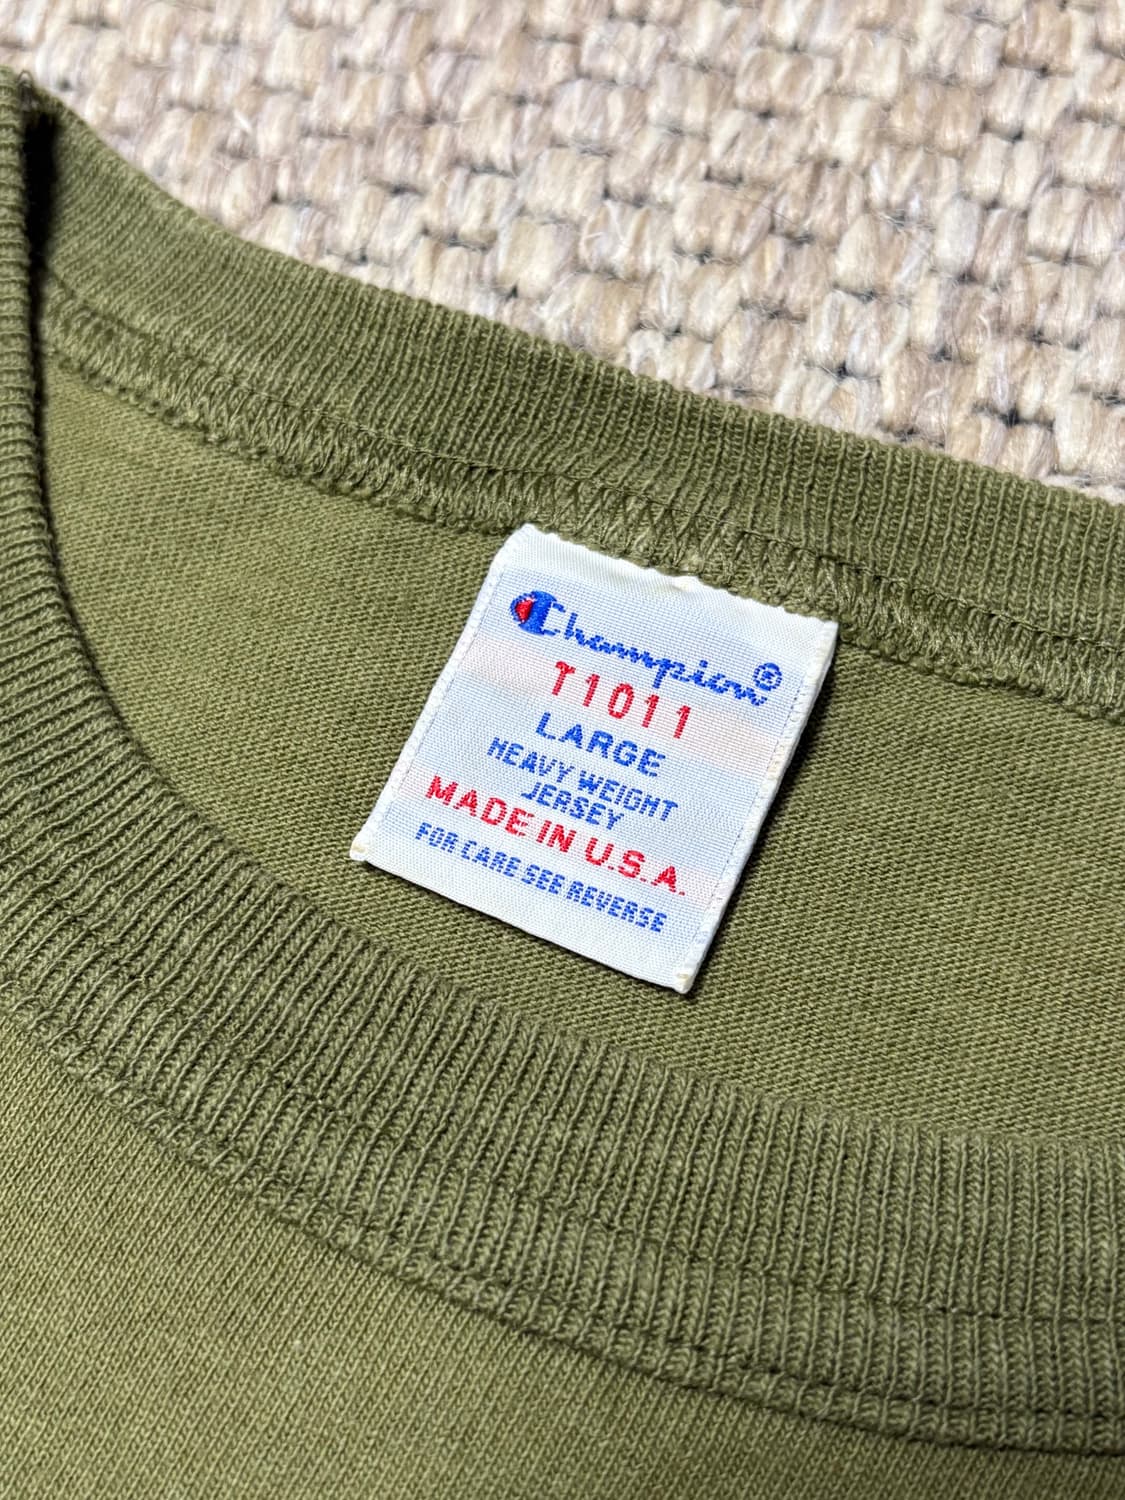 Champion®
T1011
LARGE
HEAVY WEIGHT
JERSEY
MADE IN U.S.A.
FOR CARE SEE REVERSE